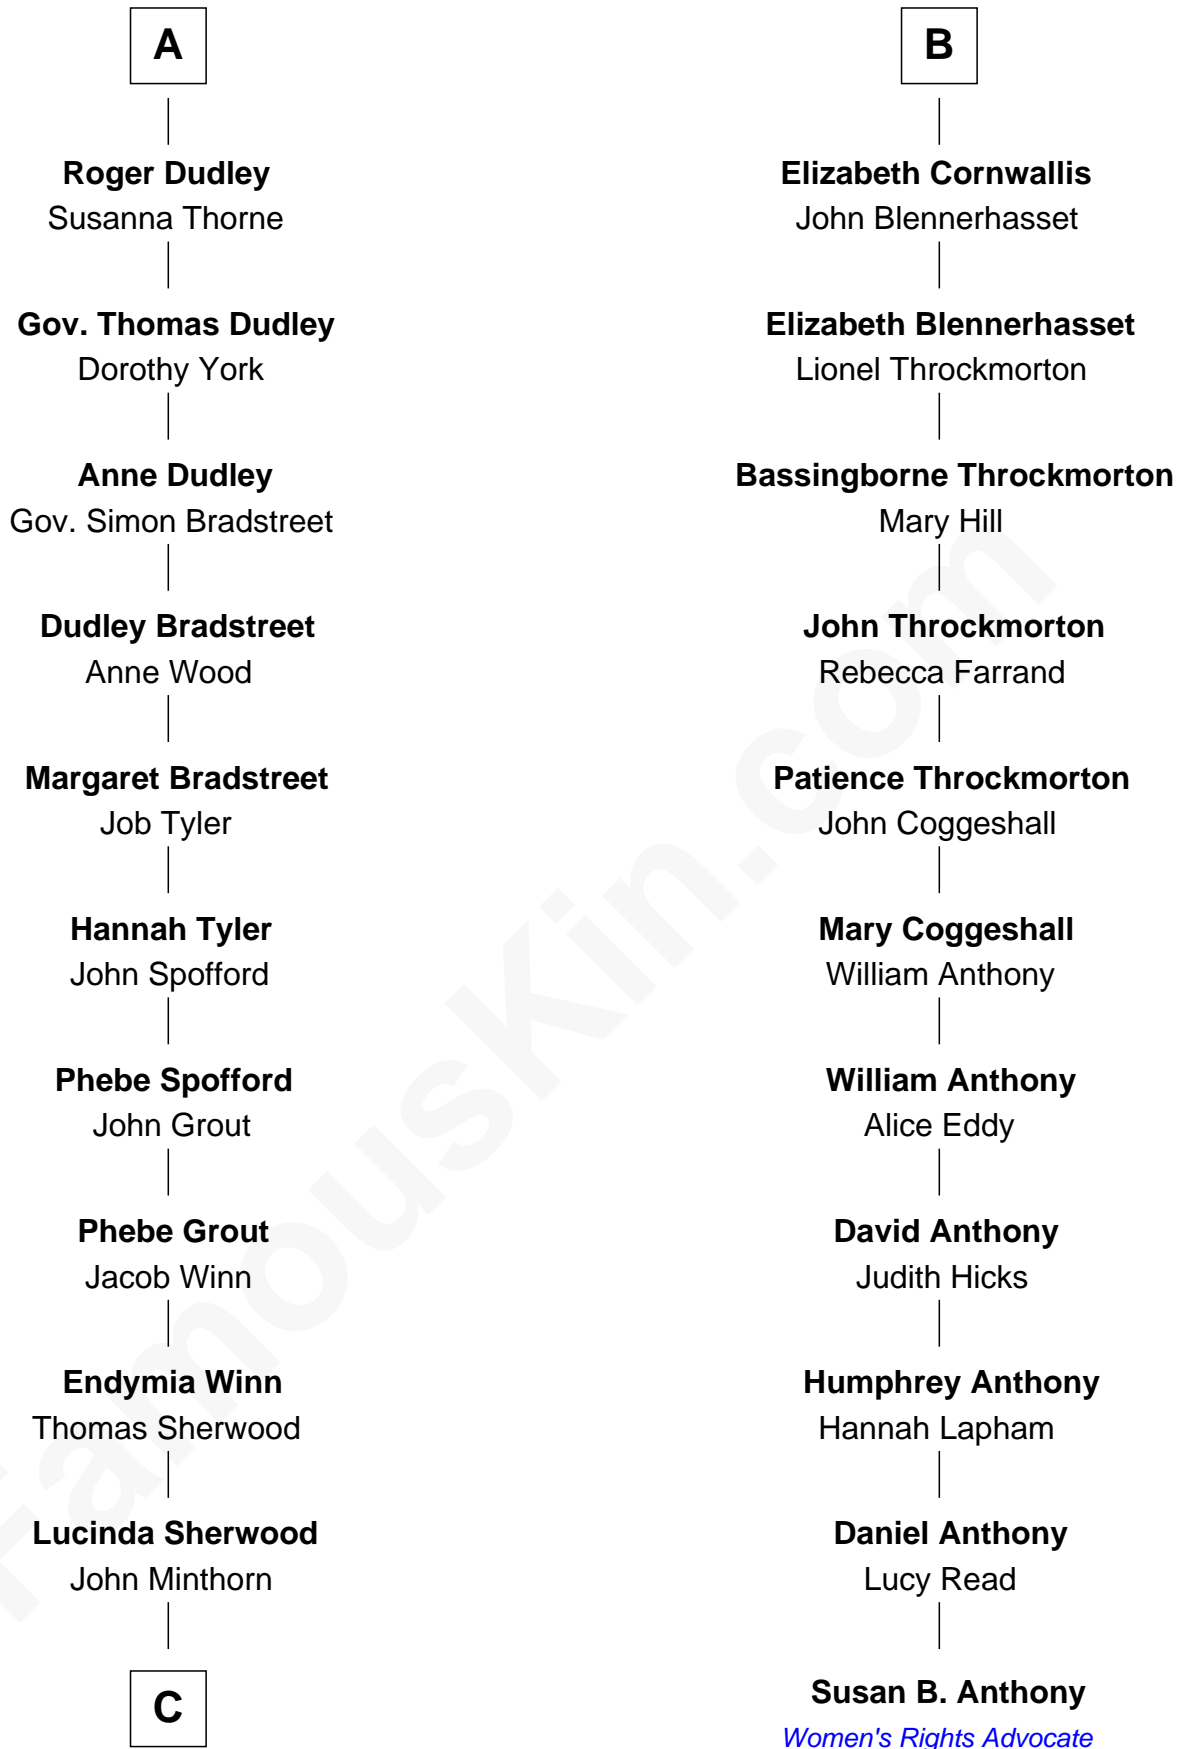 A
Roger Dudley
Susanna Thorne
Gov. Thomas Dudley
Dorothy York
Anne Dudley
Gov. Simon Bradstreet
Dudley Bradstreet
Anne Wood
Margaret Bradstreet
Job Tyler
Hannah Tyler
John Spofford
Phebe Spofford
John Grout
Phebe Grout
Jacob Winn
Endymia Winn
Thomas Sherwood
Lucinda Sherwood
John Minthorn
C
B
Elizabeth Cornwallis
John Blennerhasset
Elizabeth Blennerhasset
Lionel Throckmorton
Bassingborne Throckmorton
Mary Hill
John Throckmorton
Rebecca Farrand
Patience Throckmorton
John Coggeshall
Mary Coggeshall
William Anthony
William Anthony
Alice Eddy
David Anthony
Judith Hicks
Humphrey Anthony
Hannah Lapham
Daniel Anthony
Lucy Read
Susan B. Anthony
Women's Rights Advocate
FamousKin.com